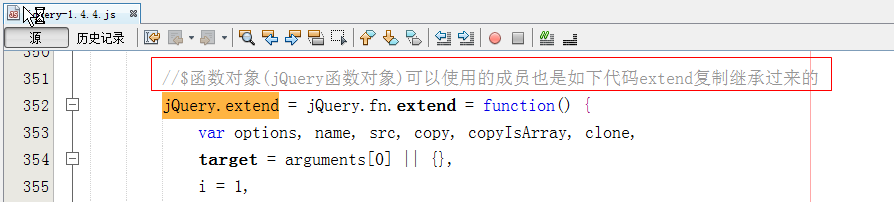 query-1.4.4.js
源 历史记录
350
351 //$函数对象(jQuery函数对象)可以使用的成员也是如下代码extend复制继承过来的
352 jQuery.extend = jQuery.fn.extend = function() {
353 var options, name, src, copy, copyIsArray, clone,
354 target = arguments[0] || {},
355 i = 1,